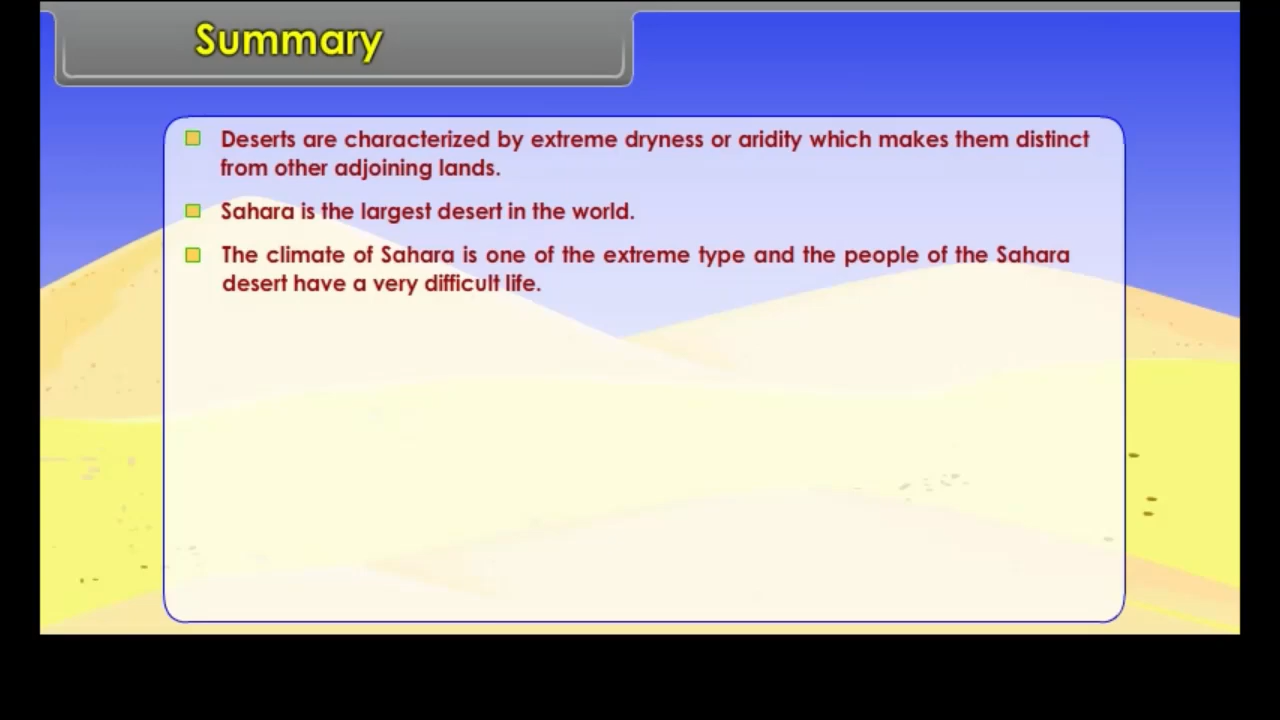 Summary
Deserts are characterized by extreme dryness or aridity which makes them distinct
from other adjoining lands.
Sahara is the largest desert in the world.
The climate of Sahara is one of the extreme type and the people of the Sahara
desert have a very difficult life.